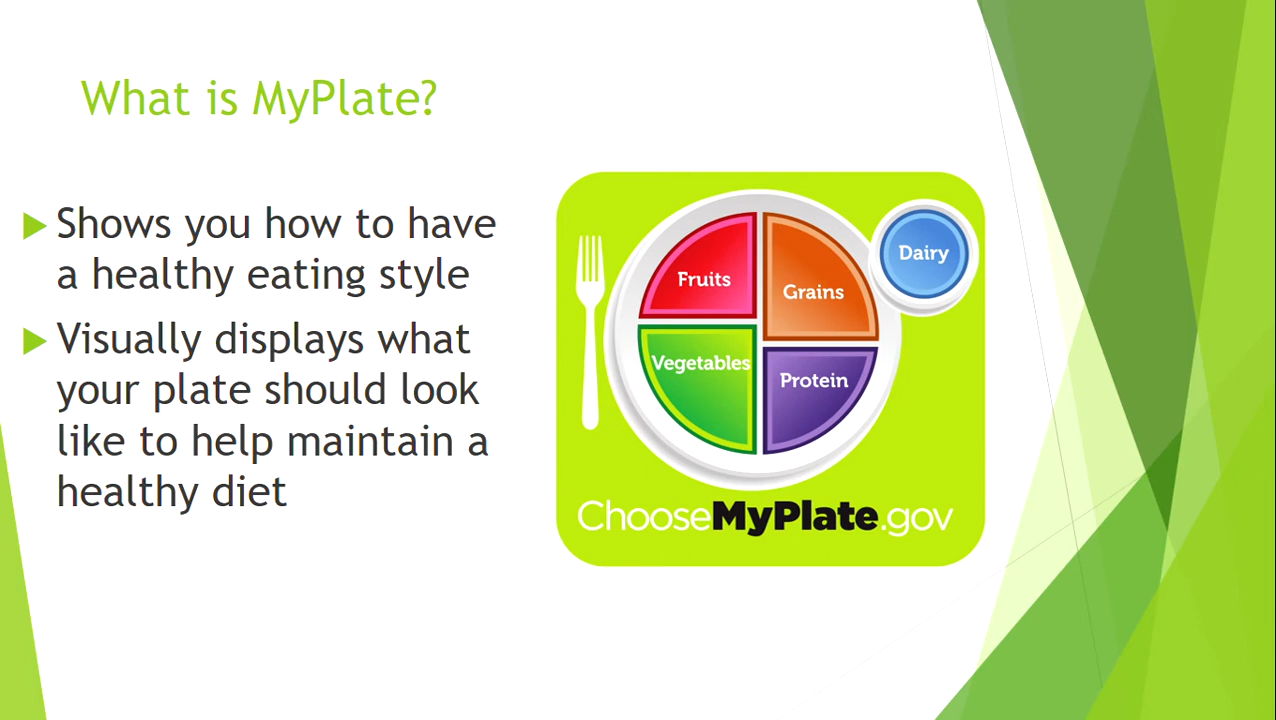 What is MyPlate?
Shows you how to have
a healthy eating style
Visually displays what
your plate should look
like to help maintain a
healthy diet
Fruits
Grains
Dairy
Vegetables
Protein
ChooseMyPlate.gov